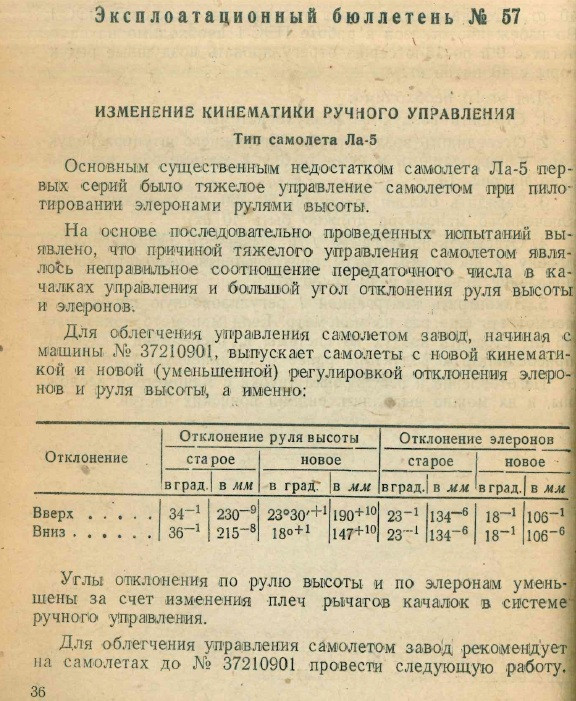 Эксплоатационный бюллетень № 57
ИЗМЕНЕНИЕ КИНЕМАТИКИ РУЧНОГО УПРАВЛЕНИЯ
Тип самолета Ла-5
Основным существенным недостатком самолета Ла-5 пер-
вых серий было тяжелое управление самолетом при пило-
тировании элеронами рулями высоты.
На основе последовательно проведенных испытаний вы-
явлено, что причиной тяжелого управления самолетом явля-
лось неправильное соотношение передаточного числа в ка-
чалках управления и большой угол отклонения руля высоты
и элеронов.
Для облегчения управления самолетом завод, начиная с
машины № 37210901, выпускает самолеты с новой кинемати-
кой и новой (уменьшенной) регулировкой отклонения элеро-
нов и руля высоты, а именно:
Отклонение руля высоты Отклонение элеронов
Отклонение старое новое старое новое
в град. в мм в град. в мм в град. в мм в град. в мм
Вверх . . . . . 34⁻¹ 230⁻⁹ 23°30′⁺¹ 190⁺¹⁰ 23⁻¹ 134⁻⁶ 18⁻¹ 106⁻¹
Вниз . . . . . . 36⁻¹ 215⁻⁸ 18°⁺¹ 147⁺¹⁰ 23⁻¹ 134⁻⁶ 18⁻¹ 106⁻⁶
Углы отклонения по рулю высоты и по элеронам умень-
шены за счет изменения плеч рычагов качалок в системе
ручного управления.
Для облегчения управления самолетом завод рекомендует
на самолетах до № 37210901 провести следующую работу.
36